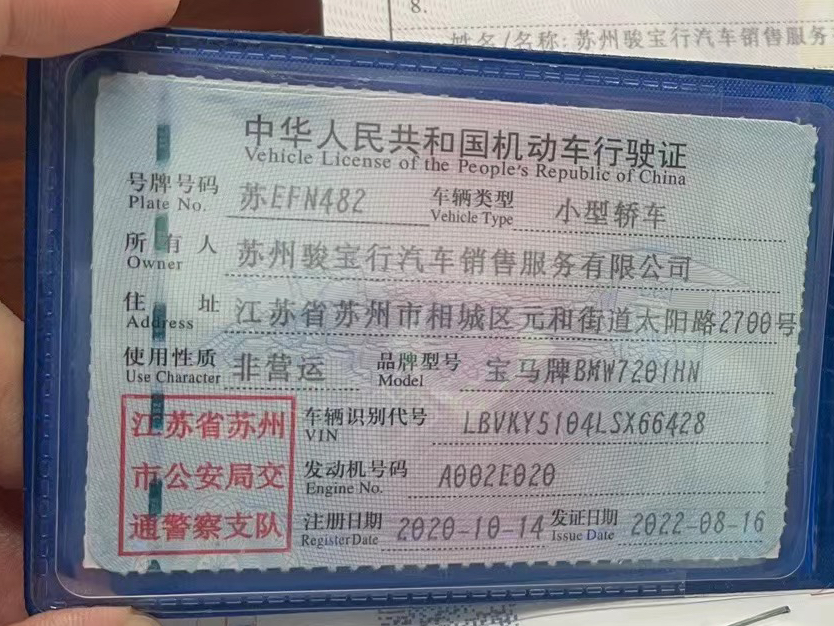 8.
姓名/名称: 苏州骏宝行汽车销售服务
中华人民共和国机动车行驶证
Vehicle License of the People's Republic of China
号牌号码 苏EFN482 车辆类型 小型轿车
Plate No. Vehicle Type
所有人 苏州骏宝行汽车销售服务有限公司
Owner
住址 江苏省苏州市相城区元和街道太阳路2700号
Address
使用性质 非营运 品牌型号 宝马牌BMW7201HN
Use Character Model
江苏省苏州
市公安局交
通警察支队
车辆识别代号 LBVKY5104LSX66428
VIN
发动机号码 A002E020
Engine No.
注册日期 2020-10-14 发证日期 2022-08-16
Register Date Issue Date